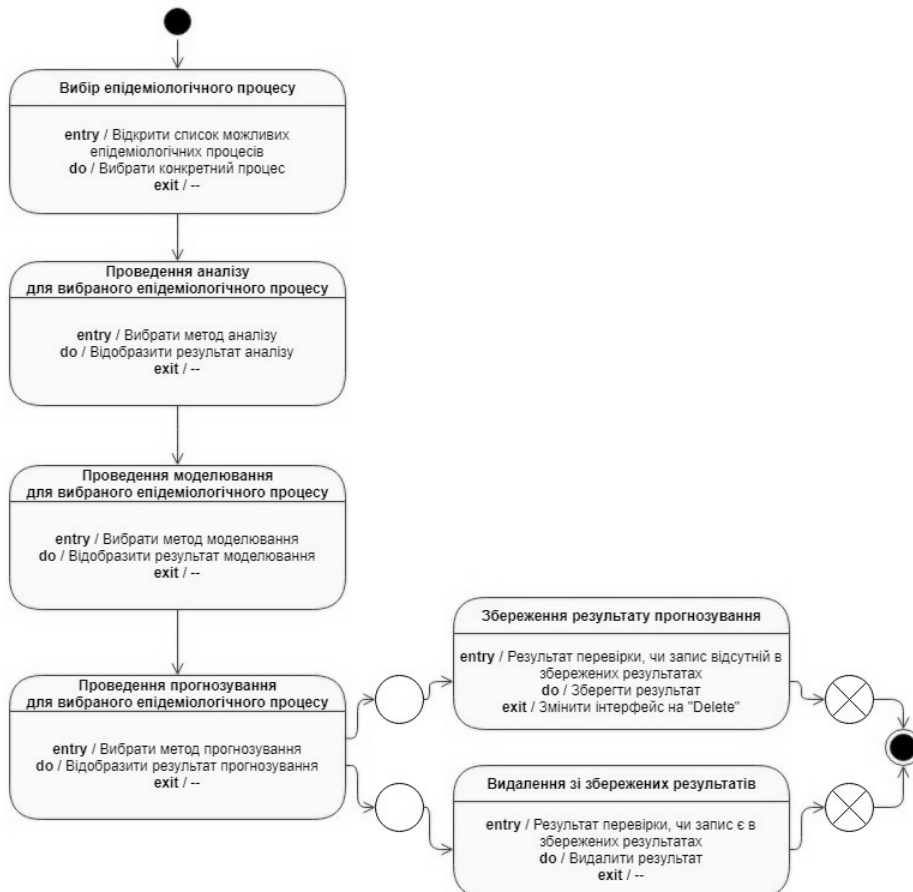 Вибір епідеміологічного процесу
entry / Відкрити список можливих
епідеміологічних процесів
do / Вибрати конкретний процес
exit / --
Проведення аналізу
для вибраного епідеміологічного процесу
entry / Вибрати метод аналізу
do / Відобразити результат аналізу
exit / --
Проведення моделювання
для вибраного епідеміологічного процесу
entry / Вибрати метод моделювання
do / Відобразити результат моделювання
exit / --
Проведення прогнозування
для вибраного епідеміологічного процесу
entry / Вибрати метод прогнозування
do / Відобразити результат прогнозування
exit / --
Збереження результату прогнозування
entry / Результат перевірки, чи запис відсутній в
збережених результатах
do / Зберегти результат
exit / Змінити інтерфейс на "Delete"
Видалення зі збережених результатів
entry / Результат перевірки, чи запис є в
збережених результатах
do / Видалити результат
exit / --